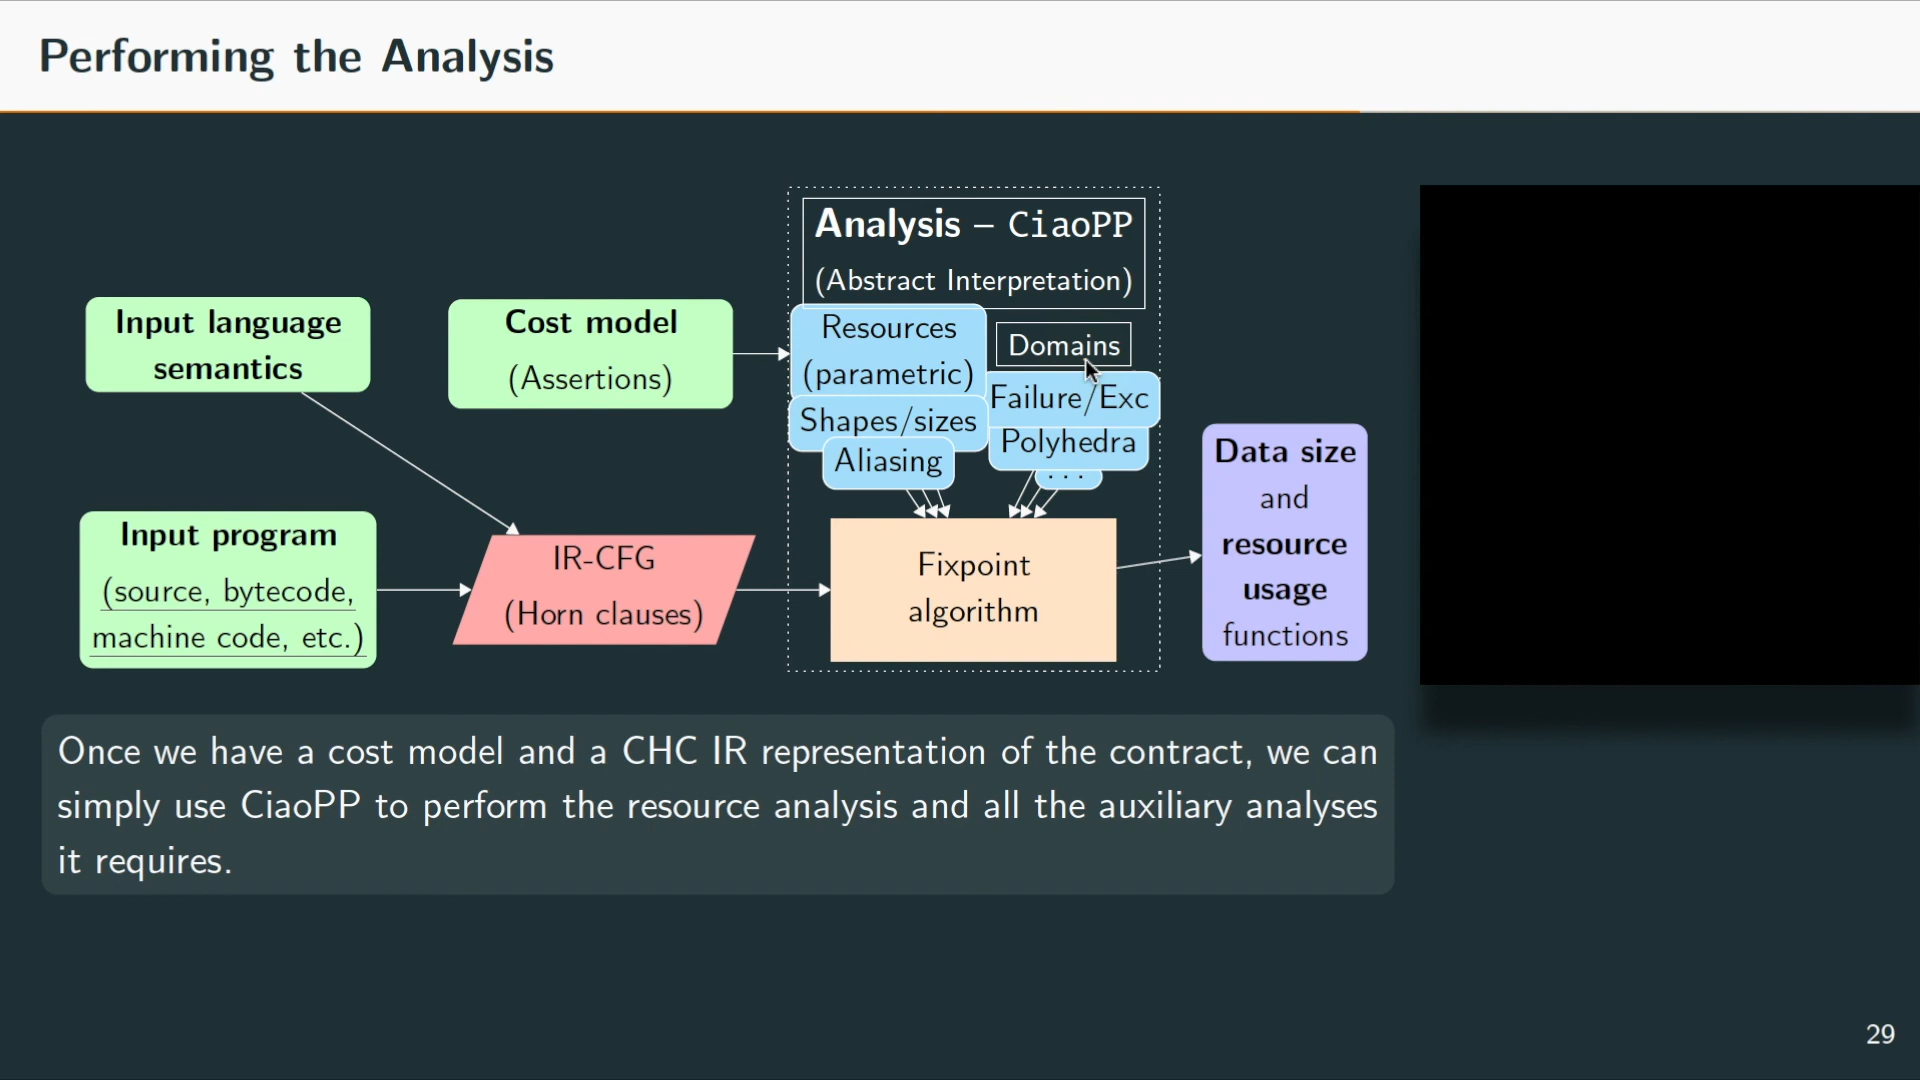 Performing the Analysis
Analysis – CiaoPP
(Abstract Interpretation)
Input language
semantics
Cost model
(Assertions)
Resources
(parametric)
Shapes/sizes
Aliasing
Domains
Failure/Exc
Polyhedra
...
Input program
(source, bytecode,
machine code, etc.)
IR-CFG
(Horn clauses)
Fixpoint
algorithm
Data size
and
resource
usage
functions
Once we have a cost model and a CHC IR representation of the contract, we can
simply use CiaoPP to perform the resource analysis and all the auxiliary analyses
it requires.
29